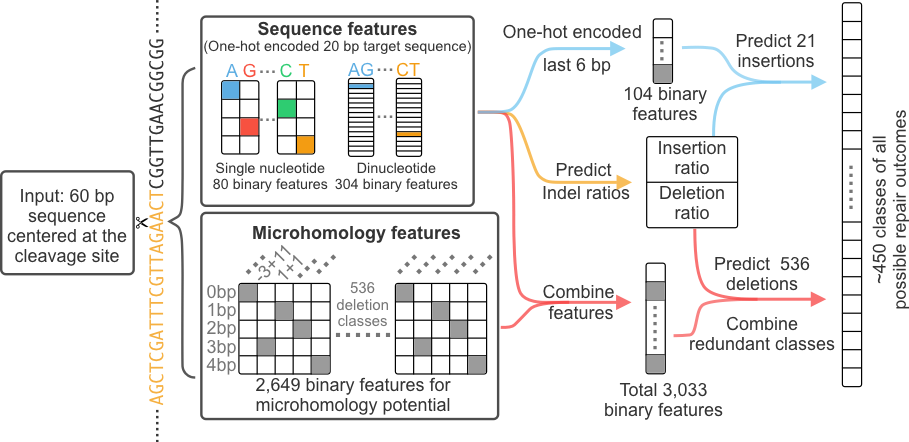 Input: 60 bp
sequence
centered at the
cleavage site
AGCTCGATTTCGTTAGAACTCGGTTGAACGGCGG
Sequence features
(One-hot encoded 20 bp target sequence)
A G ··· C T
AG ··· CT
Single nucleotide
80 binary features
Dinucleotide
304 binary features
Microhomology features
-3+11
1+1
0bp
1bp
2bp
3bp
4bp
536
deletion
classes
2,649 binary features for
microhomology potential
One-hot encoded
last 6 bp
104 binary
features
Predict 21
insertions
Predict
Indel ratios
Insertion
ratio
Deletion
ratio
Combine
features
Total 3,033
binary features
Predict 536
deletions
Combine
redundant classes
~450 classes of all
possible repair outcomes